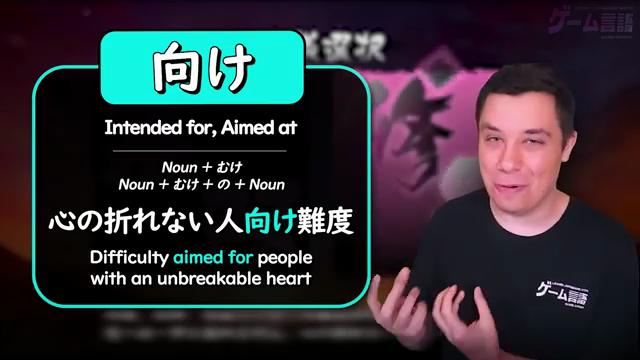 ゲーム言語
選択
向け
Intended for, Aimed at
Noun + むけ
Noun + むけ + の + Noun
心の折れない人向け難度
Difficulty aimed for people
with an unbreakable heart
ゲーム言語